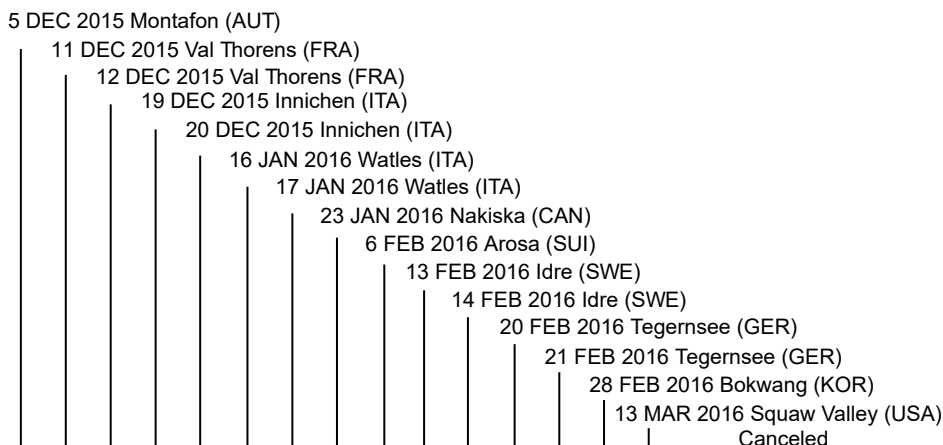 5 DEC 2015 Montafon (AUT)
11 DEC 2015 Val Thorens (FRA)
12 DEC 2015 Val Thorens (FRA)
19 DEC 2015 Innichen (ITA)
20 DEC 2015 Innichen (ITA)
16 JAN 2016 Watles (ITA)
17 JAN 2016 Watles (ITA)
23 JAN 2016 Nakiska (CAN)
6 FEB 2016 Arosa (SUI)
13 FEB 2016 Idre (SWE)
14 FEB 2016 Idre (SWE)
20 FEB 2016 Tegernsee (GER)
21 FEB 2016 Tegernsee (GER)
28 FEB 2016 Bokwang (KOR)
13 MAR 2016 Squaw Valley (USA)
Canceled